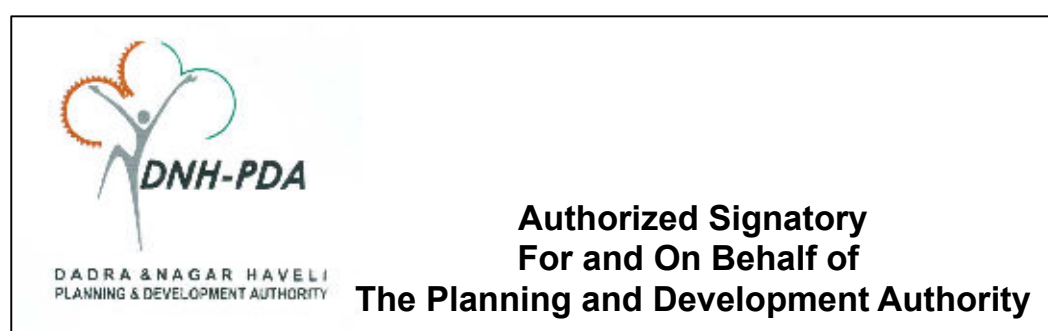 DNH-PDA
DADRA &NAGAR HAVELI
PLANNING & DEVELOPMENT AUTHORITY
Authorized Signatory
For and On Behalf of
The Planning and Development Authority